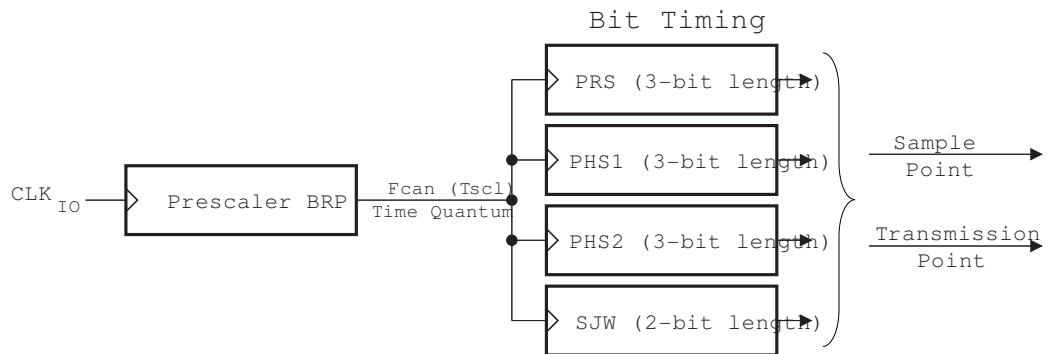 Bit Timing
PRS (3-bit length)
PHS1 (3-bit length)
PHS2 (3-bit length)
SJW (2-bit length)
CLK IO
Prescaler BRP
Fcan (Tscl)
Time Quantum
Sample
Point
Transmission
Point